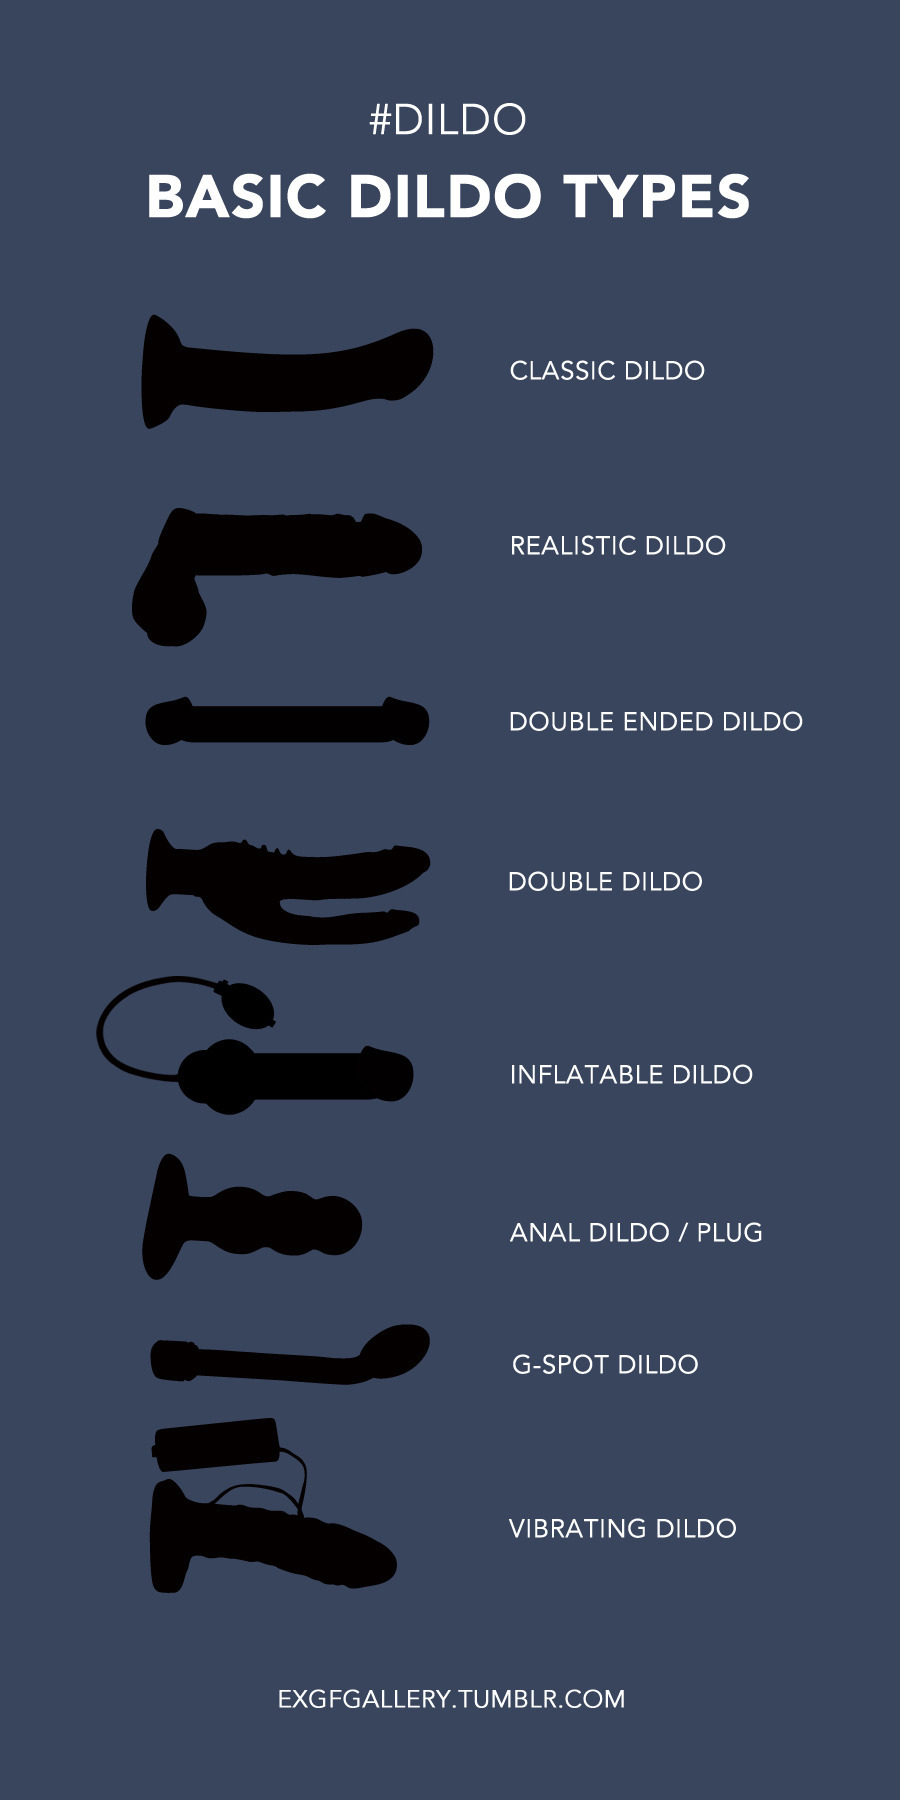 #DILDO
BASIC DILDO TYPES
CLASSIC DILDO
REALISTIC DILDO
DOUBLE ENDED DILDO
DOUBLE DILDO
INFLATABLE DILDO
ANAL DILDO / PLUG
G-SPOT DILDO
VIBRATING DILDO
EXGFGALLERY.TUMBLR.COM